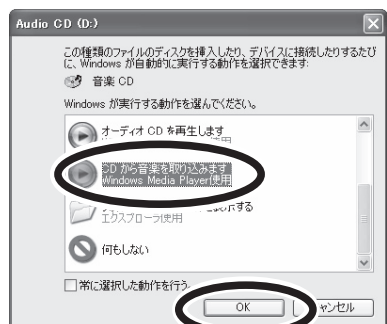 Audio CD (D:)
この種類のファイルのディスクを挿入したり、デバイスに接続したりするたび
に、Windows が自動的に実行する動作を選択できます:
音楽 CD
Windows が実行する動作を選んでください。
オーディオ CD を再生します
使用
CD から音楽を取り込みます
Windows Media Player使用
を表示する
エクスプローラ使用
何もしない
常に選択した動作を行う
OK
ャンセル